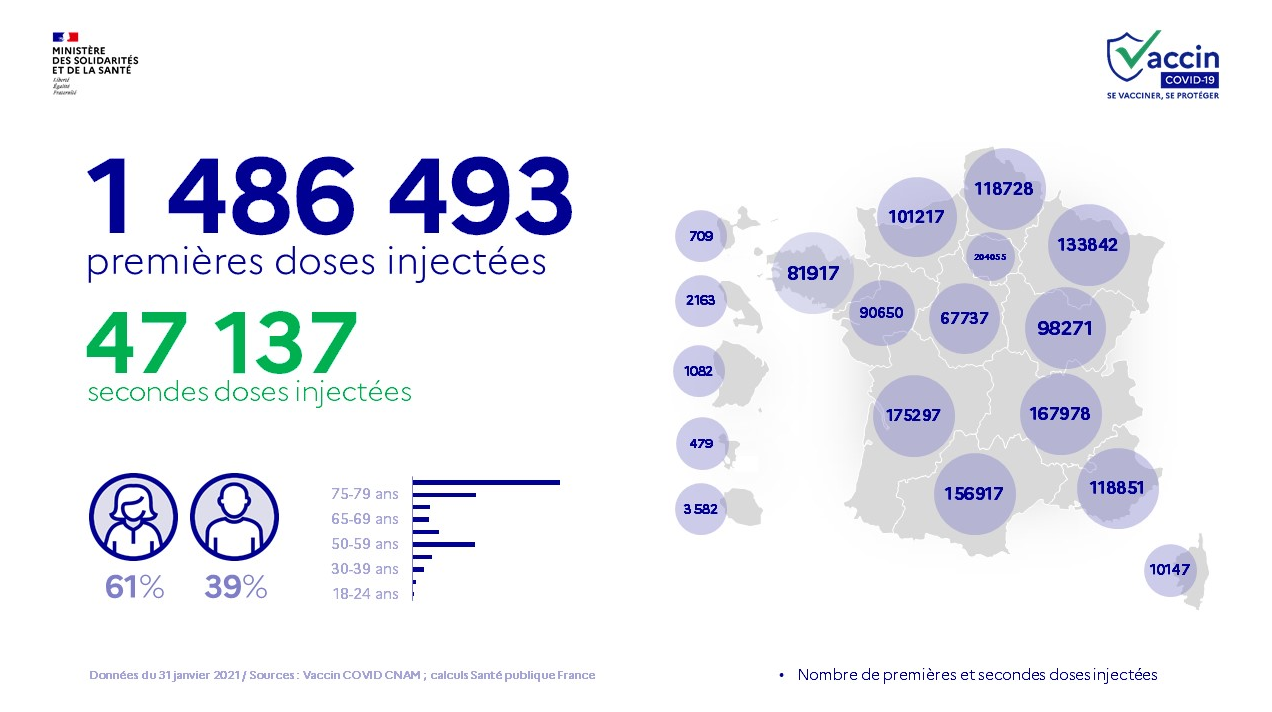 MINISTÈRE
DES SOLIDARITÉS
ET DE LA SANTÉ
Liberté
Égalité
Fraternité
Vaccin
COVID-19
SE VACCINER, SE PROTÉGER
1 486 493
premières doses injectées
47 137
secondes doses injectées
61%
39%
75-79 ans
65-69 ans
50-59 ans
30-39 ans
18-24 ans
118728
101217
709
133842
204055
81917
2163
90650
67737
98271
1082
175297
167978
479
118851
156917
3 582
10147
Données du 31 janvier 2021 / Sources : Vaccin COVID CNAM ; calculs Santé publique France
• Nombre de premières et secondes doses injectées